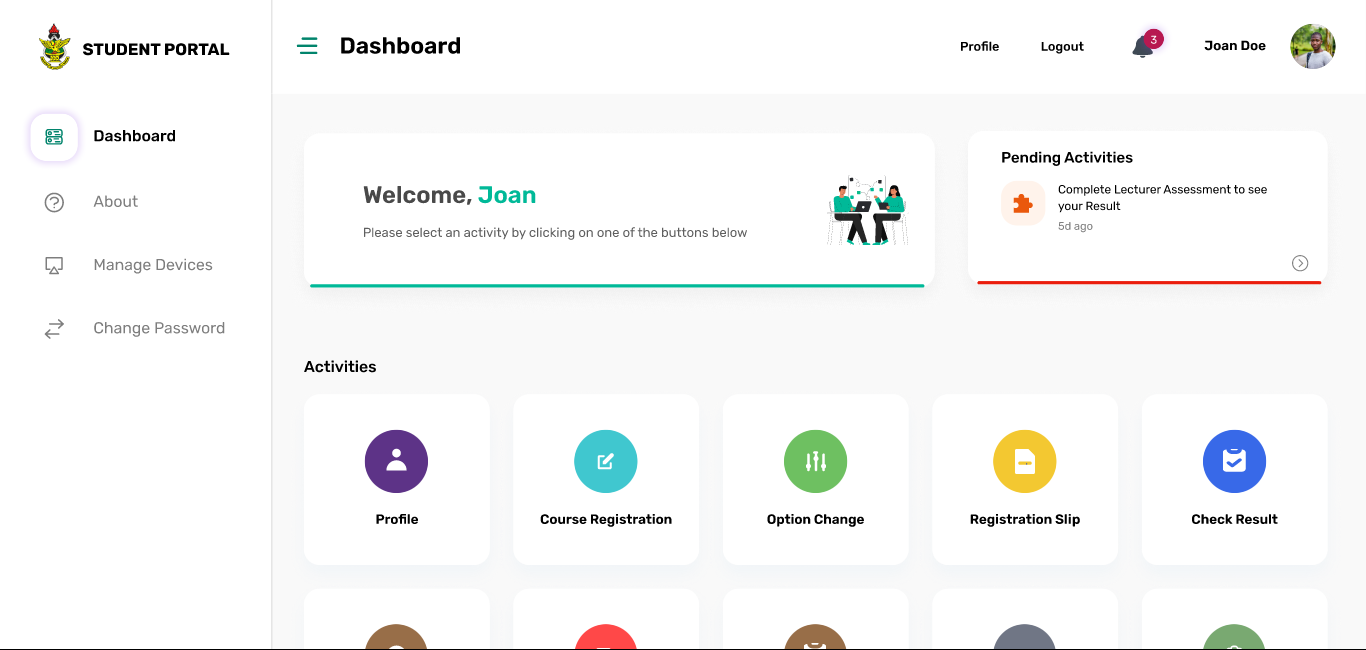 STUDENT PORTAL
Dashboard
About
Manage Devices
Change Password
Dashboard
Profile
Logout
3
Joan Doe
Welcome, Joan
Please select an activity by clicking on one of the buttons below
Pending Activities
Complete Lecturer Assessment to see
your Result
5d ago
Activities
Profile
Course Registration
Option Change
Registration Slip
Check Result